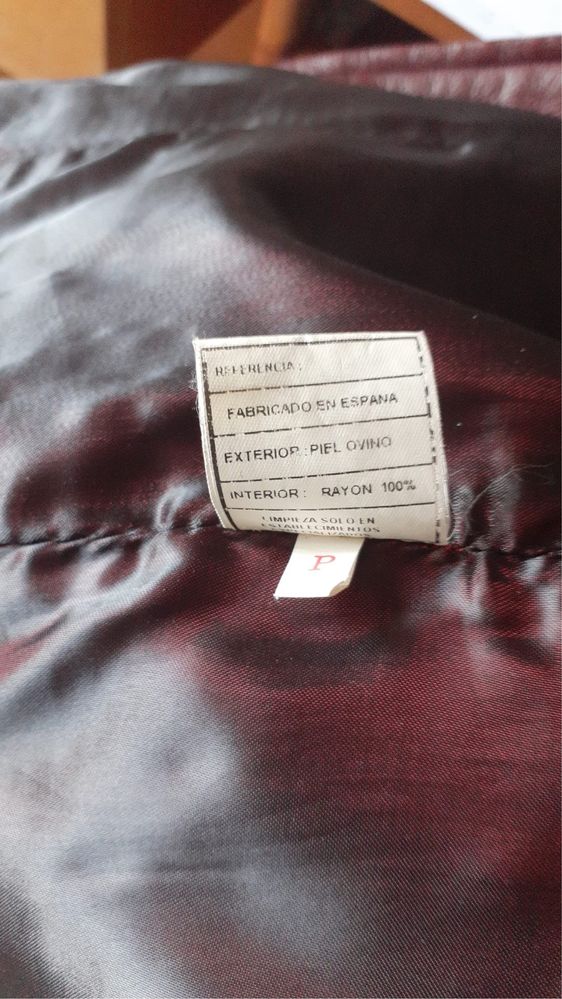 REFERENCIA :
FABRICADO EN ESPANA
EXTERIOR : PIEL OVINO
INTERIOR : RAYON 100%
LIMPIEZA SOLO EN
ESTABLECIMIENTOS
P